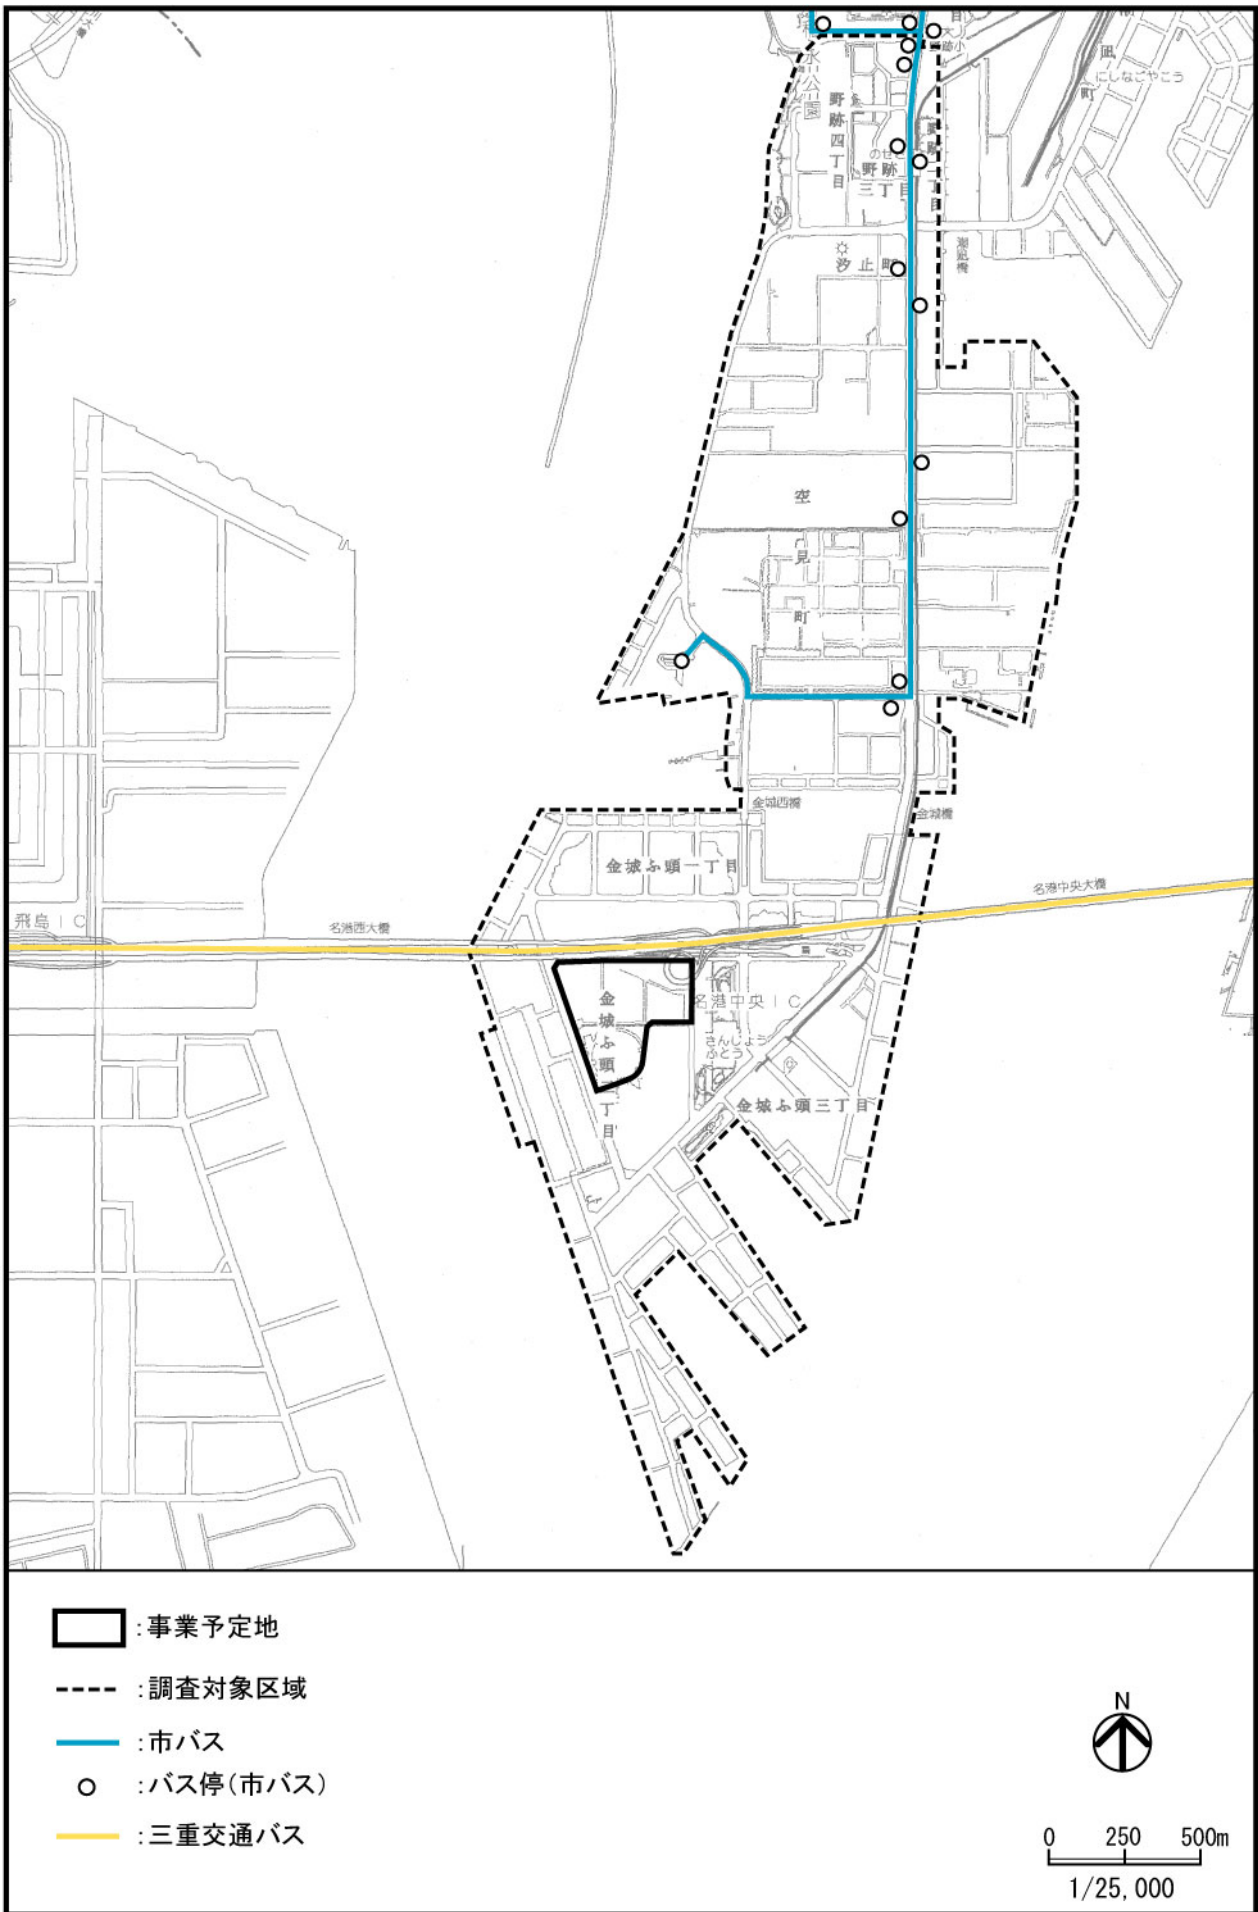 にしなごやこう
野跡四丁目
野跡
三丁目
汐止町
潮凪橋
空見町
金城西橋
金城橋
金城ふ頭一丁目
名港中央大橋
飛島IC
名港西大橋
名港中央IC
金城ふ頭二丁目
きんじょう
ふとう
金城ふ頭三丁目
:事業予定地
:調査対象区域
:市バス
:バス停(市バス)
:三重交通バス
N
0 250 500m
1/25,000